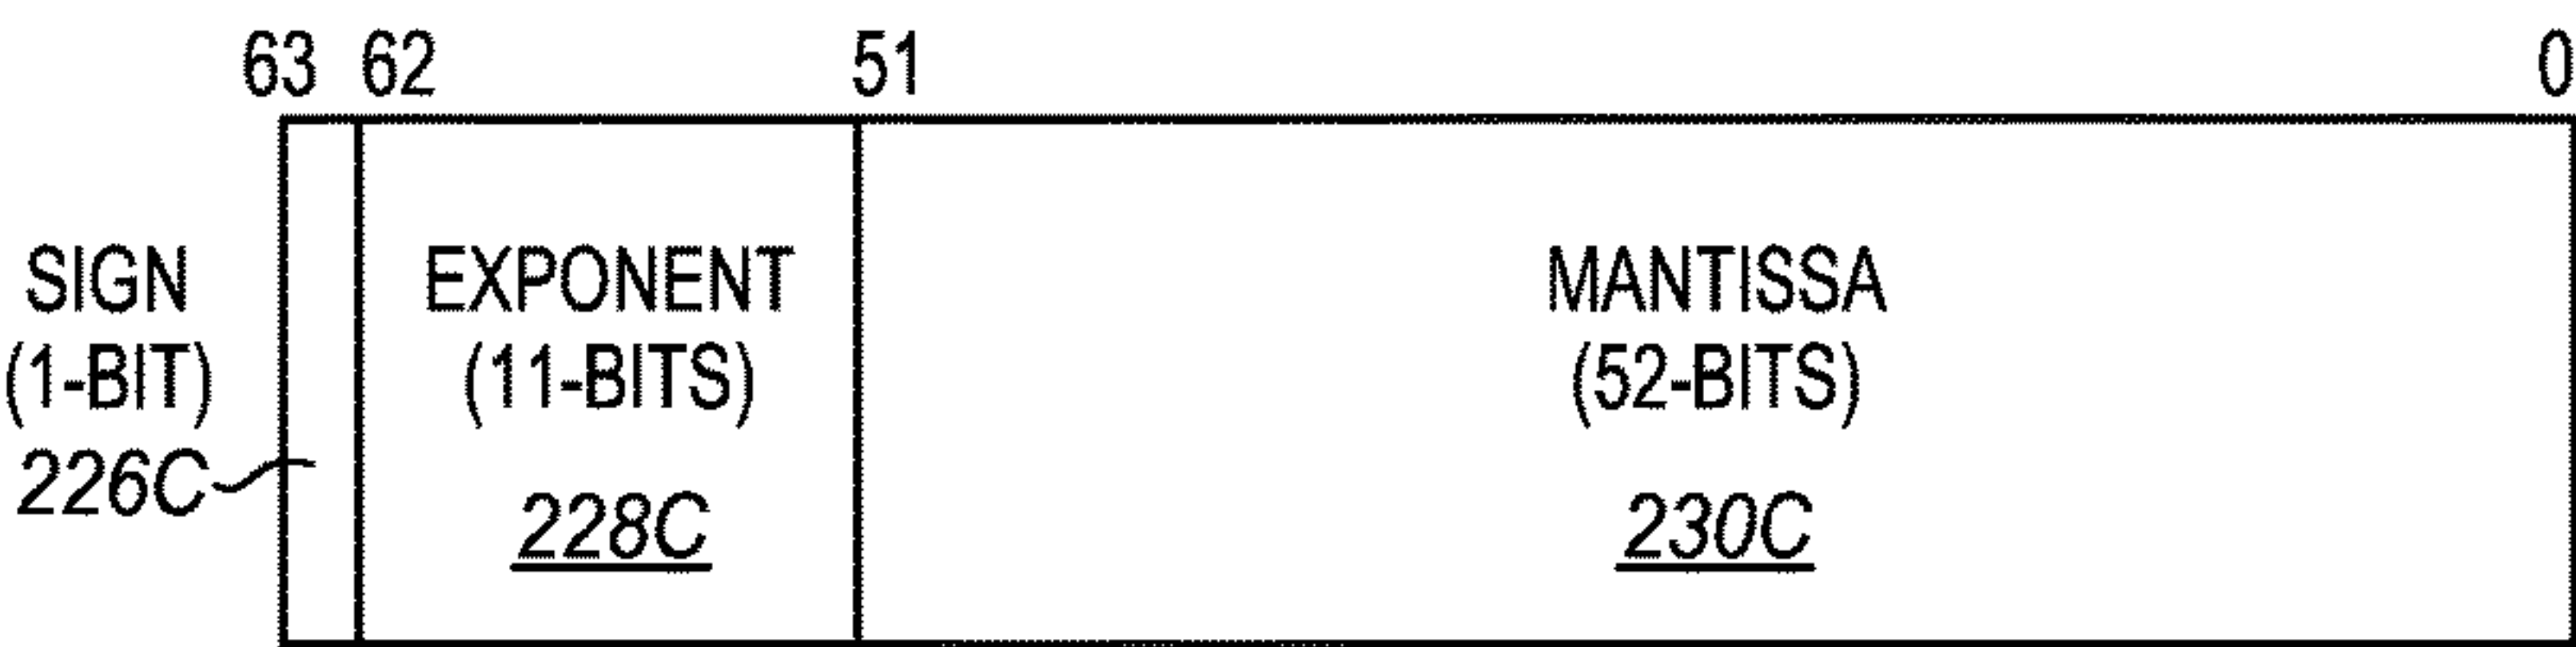 63 62 51 0
SIGN EXPONENT MANTISSA
(1-BIT) (11-BITS) (52-BITS)
226C 228C 230C